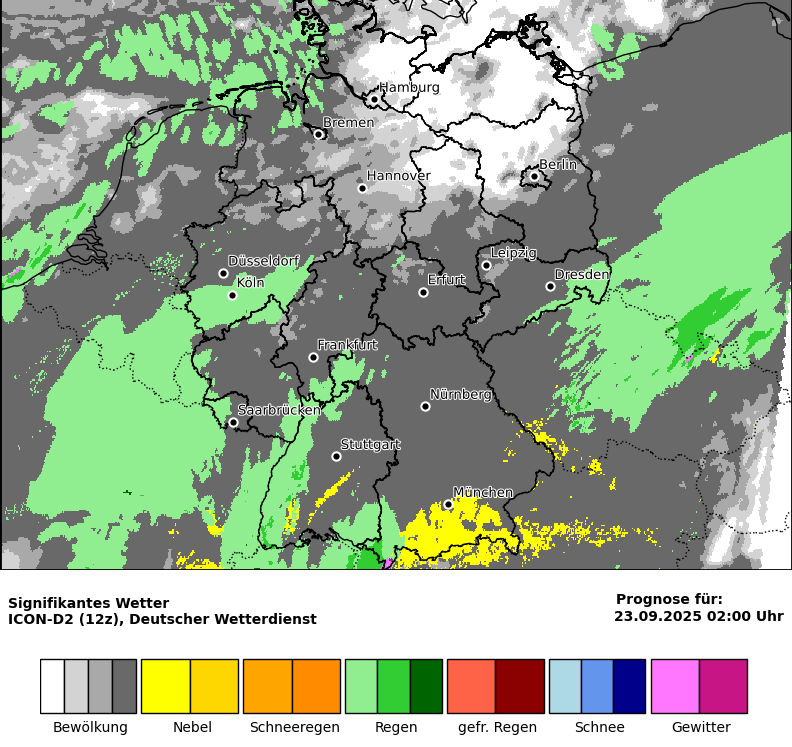 Hamburg
Bremen
Berlin
Hannover
Leipzig
Düsseldorf
Dresden
Köln
Erfurt
Frankfurt
Nürnberg
Saarbrücken
Stuttgart
München
Signifikantes Wetter
ICON-D2 (12z), Deutscher Wetterdienst
Prognose für:
23.09.2025 02:00 Uhr
Bewölkung
Nebel
Schneeregen
Regen
gefr. Regen
Schnee
Gewitter